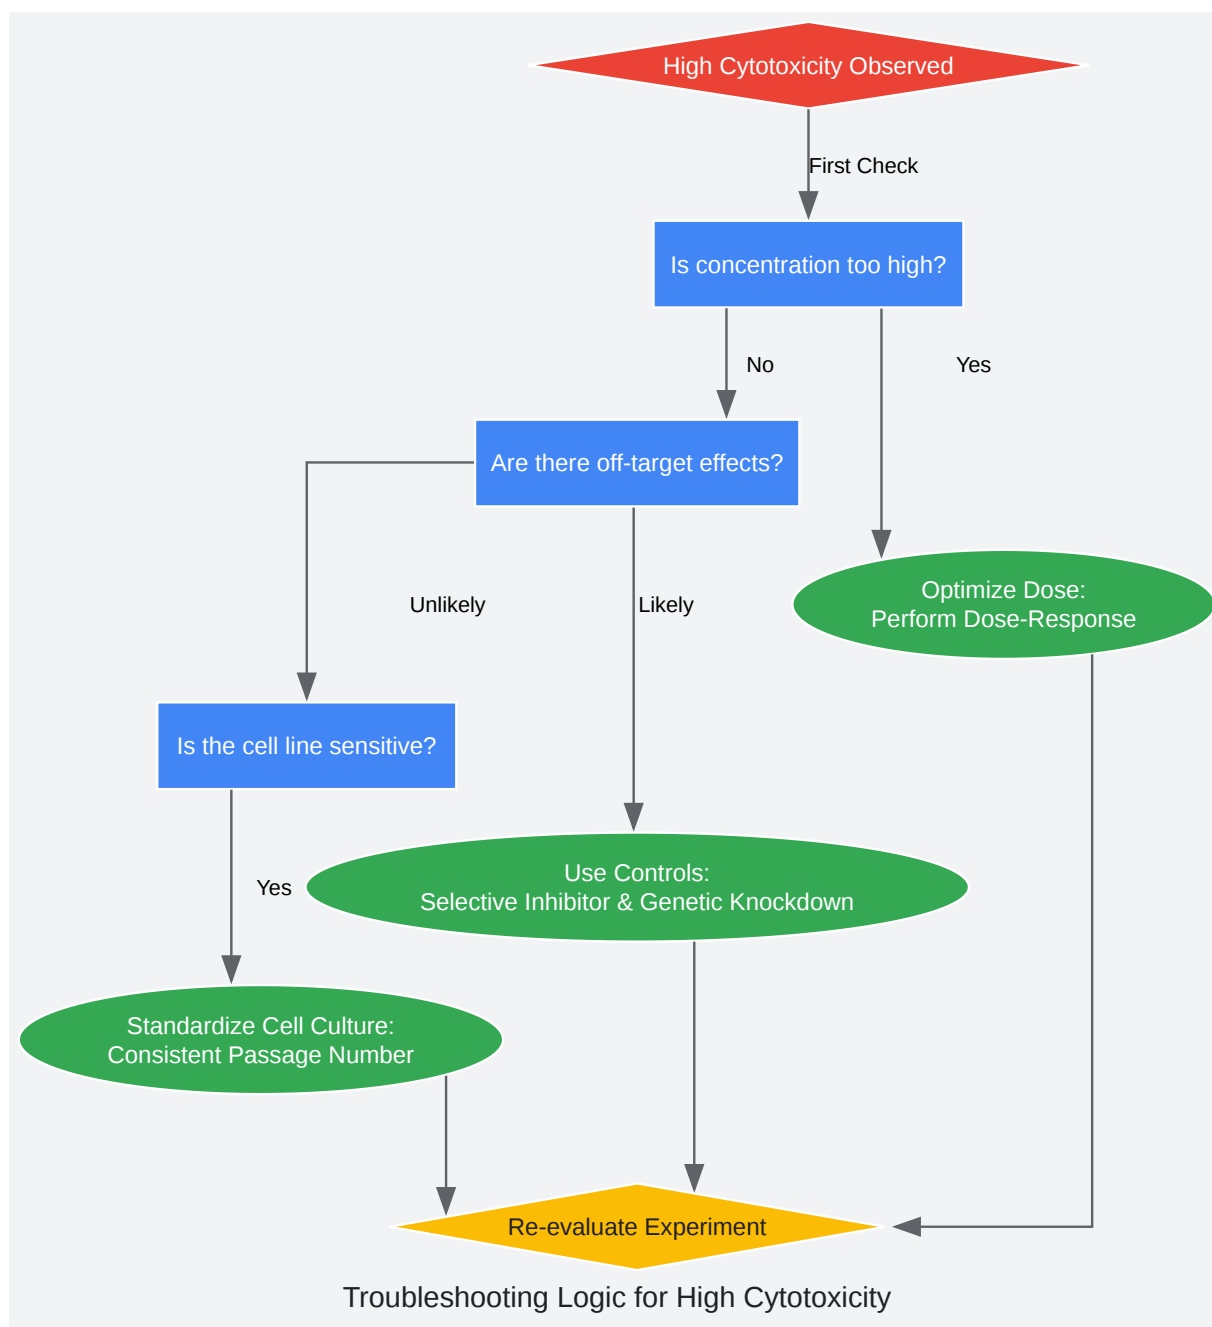 High Cytotoxicity Observed
First Check
Is concentration too high?
No
Yes
Are there off-target effects?
Optimize Dose:
Perform Dose-Response
Unlikely
Likely
Is the cell line sensitive?
Use Controls:
Selective Inhibitor & Genetic Knockdown
Yes
Standardize Cell Culture:
Consistent Passage Number
Re-evaluate Experiment
Troubleshooting Logic for High Cytotoxicity